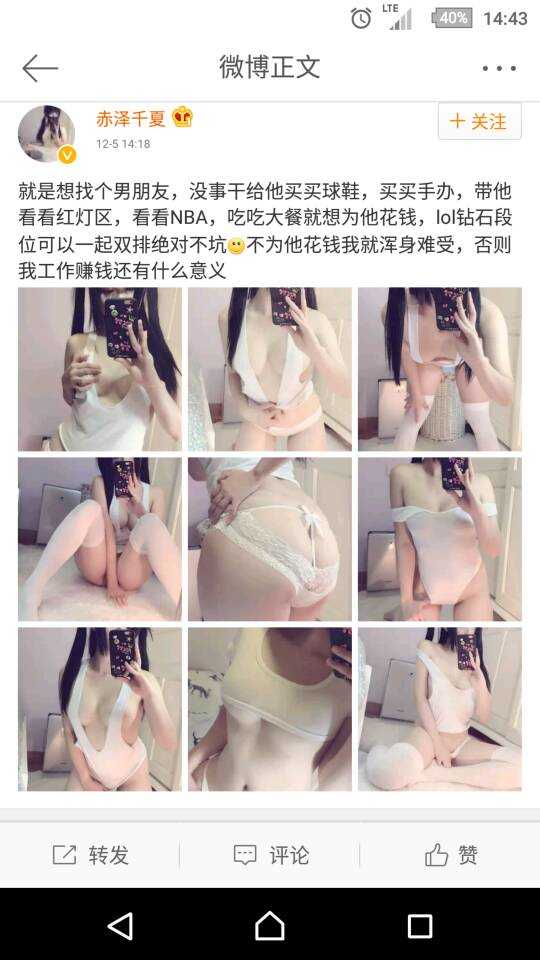 LTE 40% 14:43
微博正文
赤泽千夏
+ 关注
12-5 14:18
就是想找个男朋友，没事干给他买买球鞋，买买手办，带他
看看红灯区，看看NBA，吃吃大餐就想为他花钱，lol钻石段
位可以一起双排绝对不坑不为他花钱我就浑身难受，否则
我工作赚钱还有什么意义
转发 评论 赞